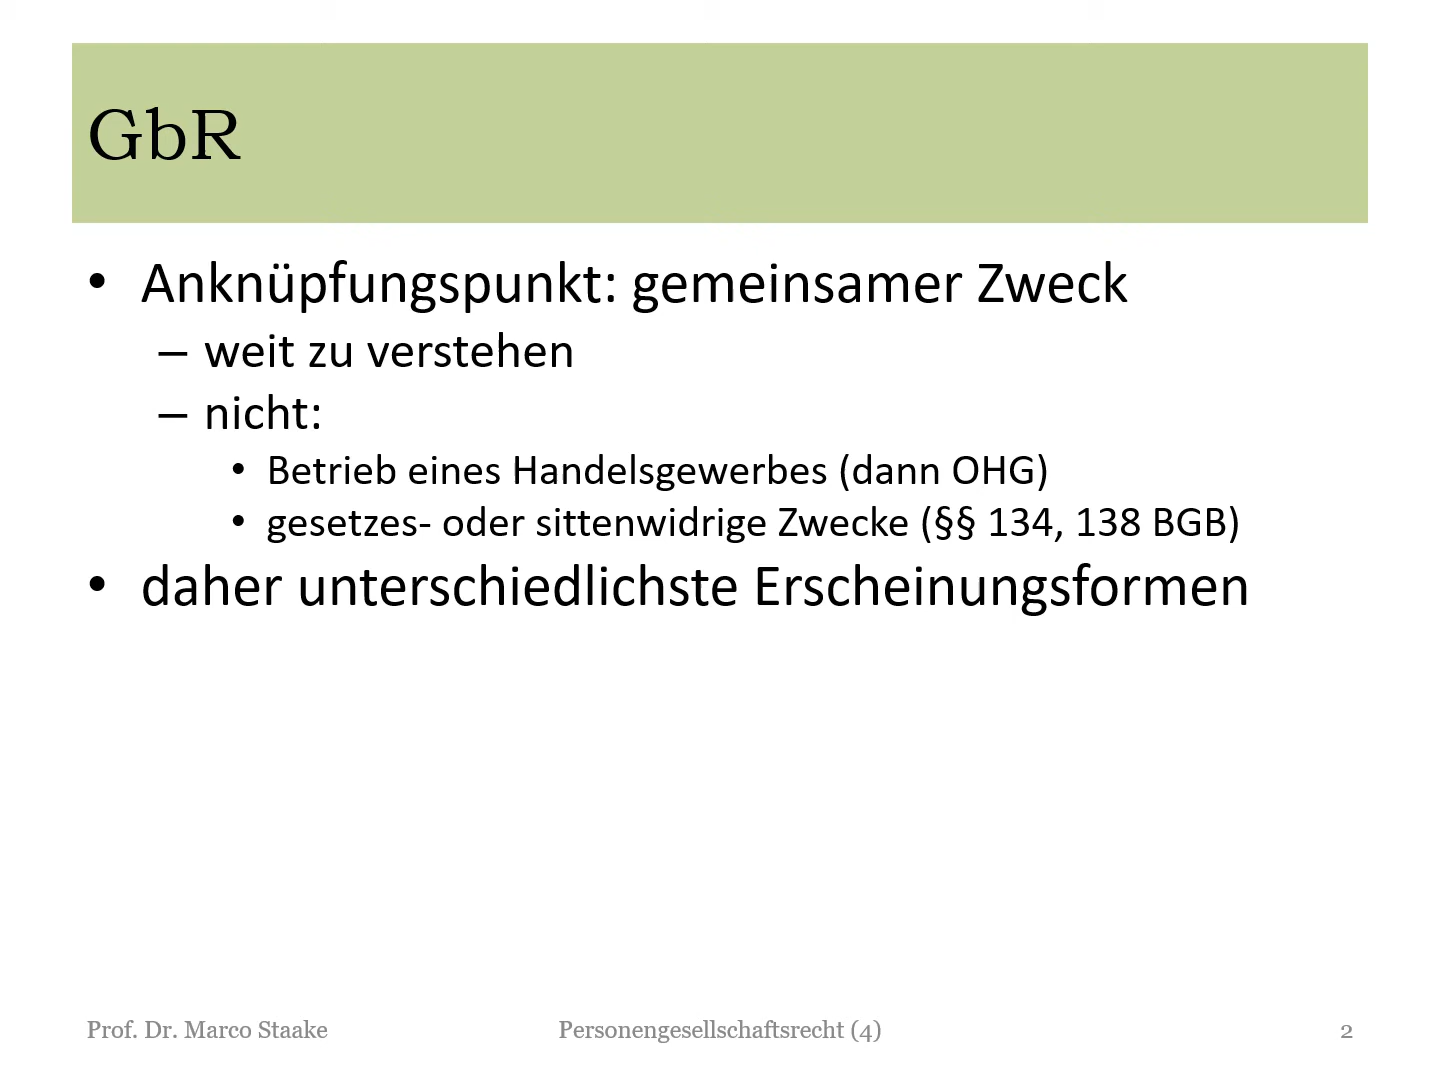 GbR
• Anknüpfungspunkt: gemeinsamer Zweck
– weit zu verstehen
– nicht:
• Betrieb eines Handelsgewerbes (dann OHG)
• gesetzes- oder sittenwidrige Zwecke (§§ 134, 138 BGB)
• daher unterschiedlichste Erscheinungsformen
Prof. Dr. Marco Staake
Personengesellschaftsrecht (4)
2